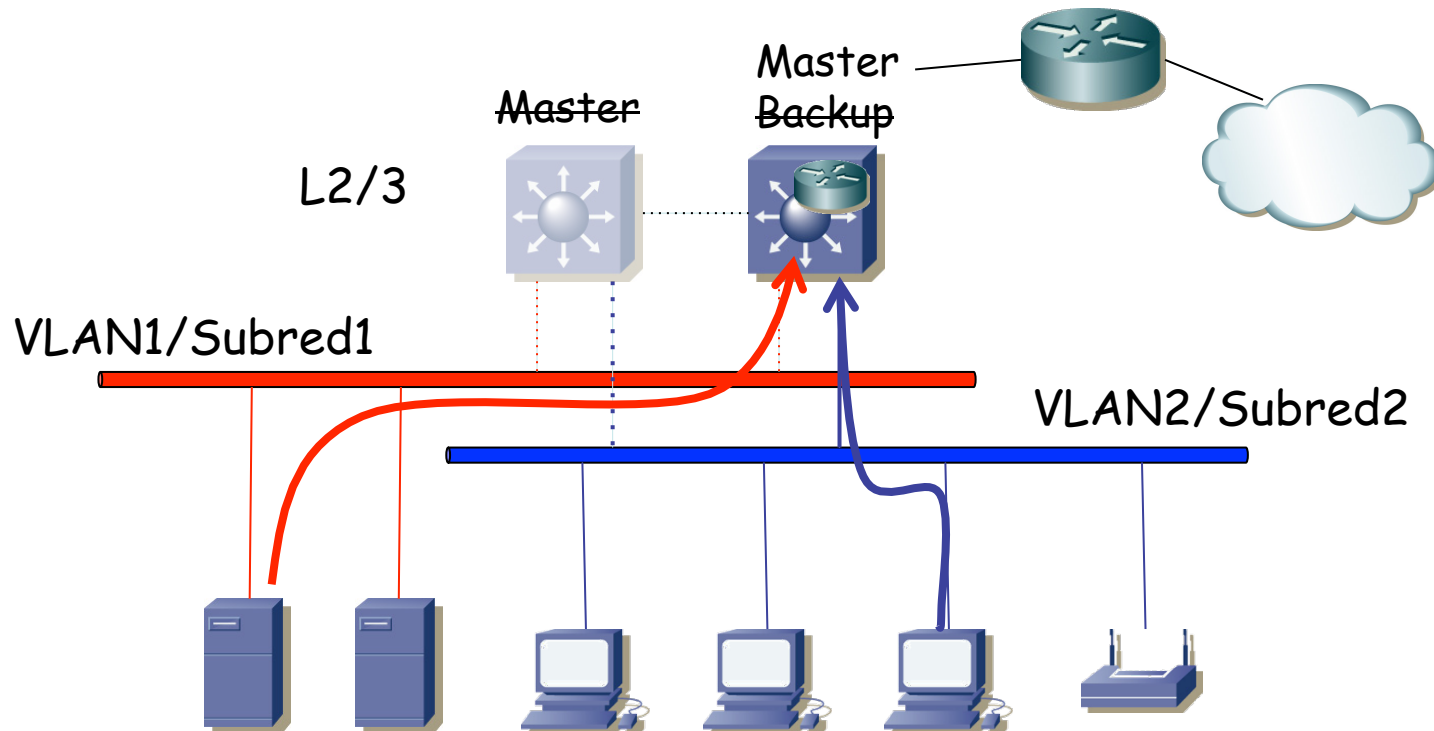 Master
Master
Backup
L2/3
VLAN1/Subred1
VLAN2/Subred2